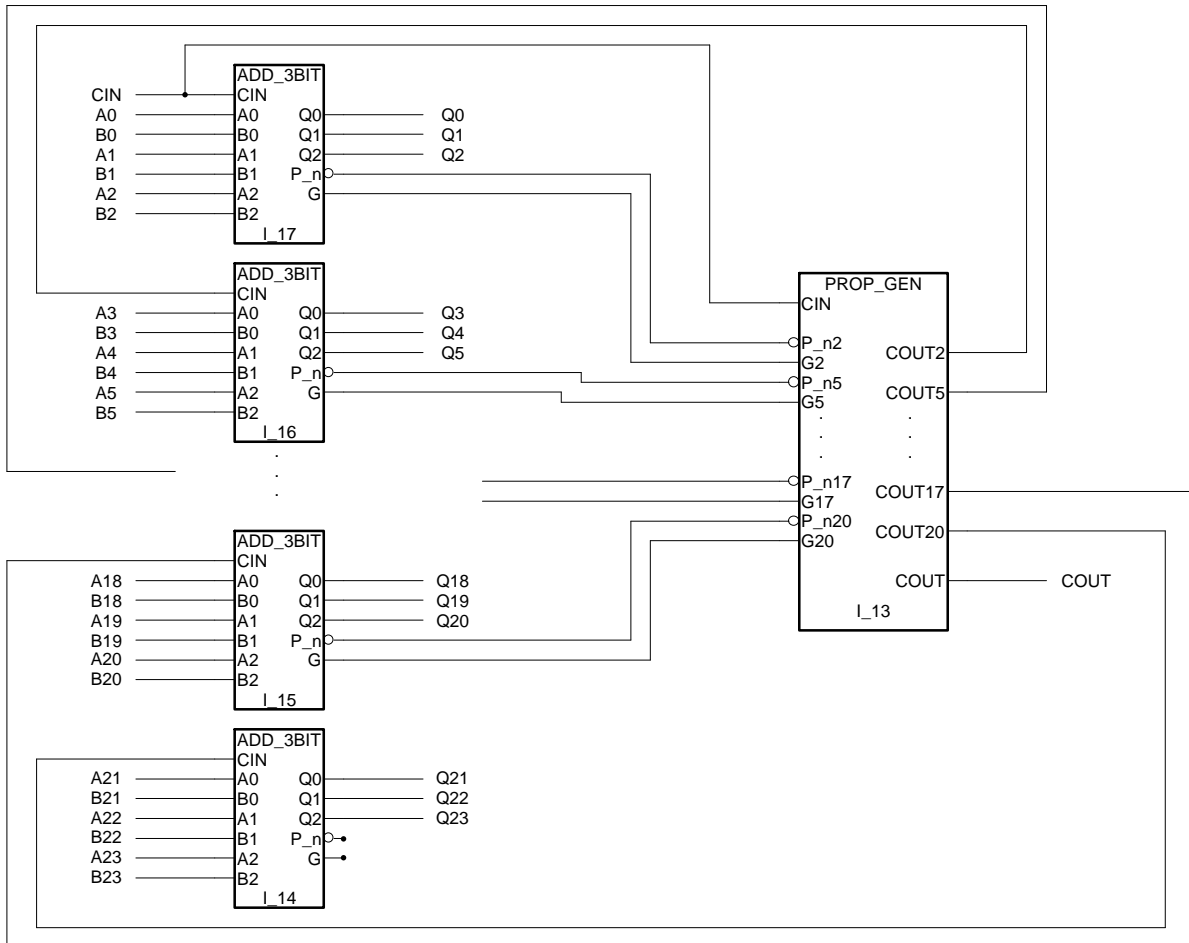 ADD_3BIT
CIN CIN
A0 A0 Q0 Q0
B0 B0 Q1 Q1
A1 A1 Q2 Q2
B1 B1 P_n
A2 A2 G
B2 B2
I_17
ADD_3BIT
CIN
A3 A0 Q0 Q3
B3 B0 Q1 Q4
A4 A1 Q2 Q5
B4 B1 P_n
A5 A2 G
B5 B2
I_16
PROP_GEN
CIN
P_n2
G2 COUT2
P_n5
G5 COUT5
P_n17
G17 COUT17
P_n20
G20 COUT20
COUT COUT
I_13
ADD_3BIT
CIN
A18 A0 Q0 Q18
B18 B0 Q1 Q19
A19 A1 Q2 Q20
B19 B1 P_n
A20 A2 G
B20 B2
I_15
ADD_3BIT
CIN
A21 A0 Q0 Q21
B21 B0 Q1 Q22
A22 A1 Q2 Q23
B22 B1 P_n
A23 A2 G
B23 B2
I_14